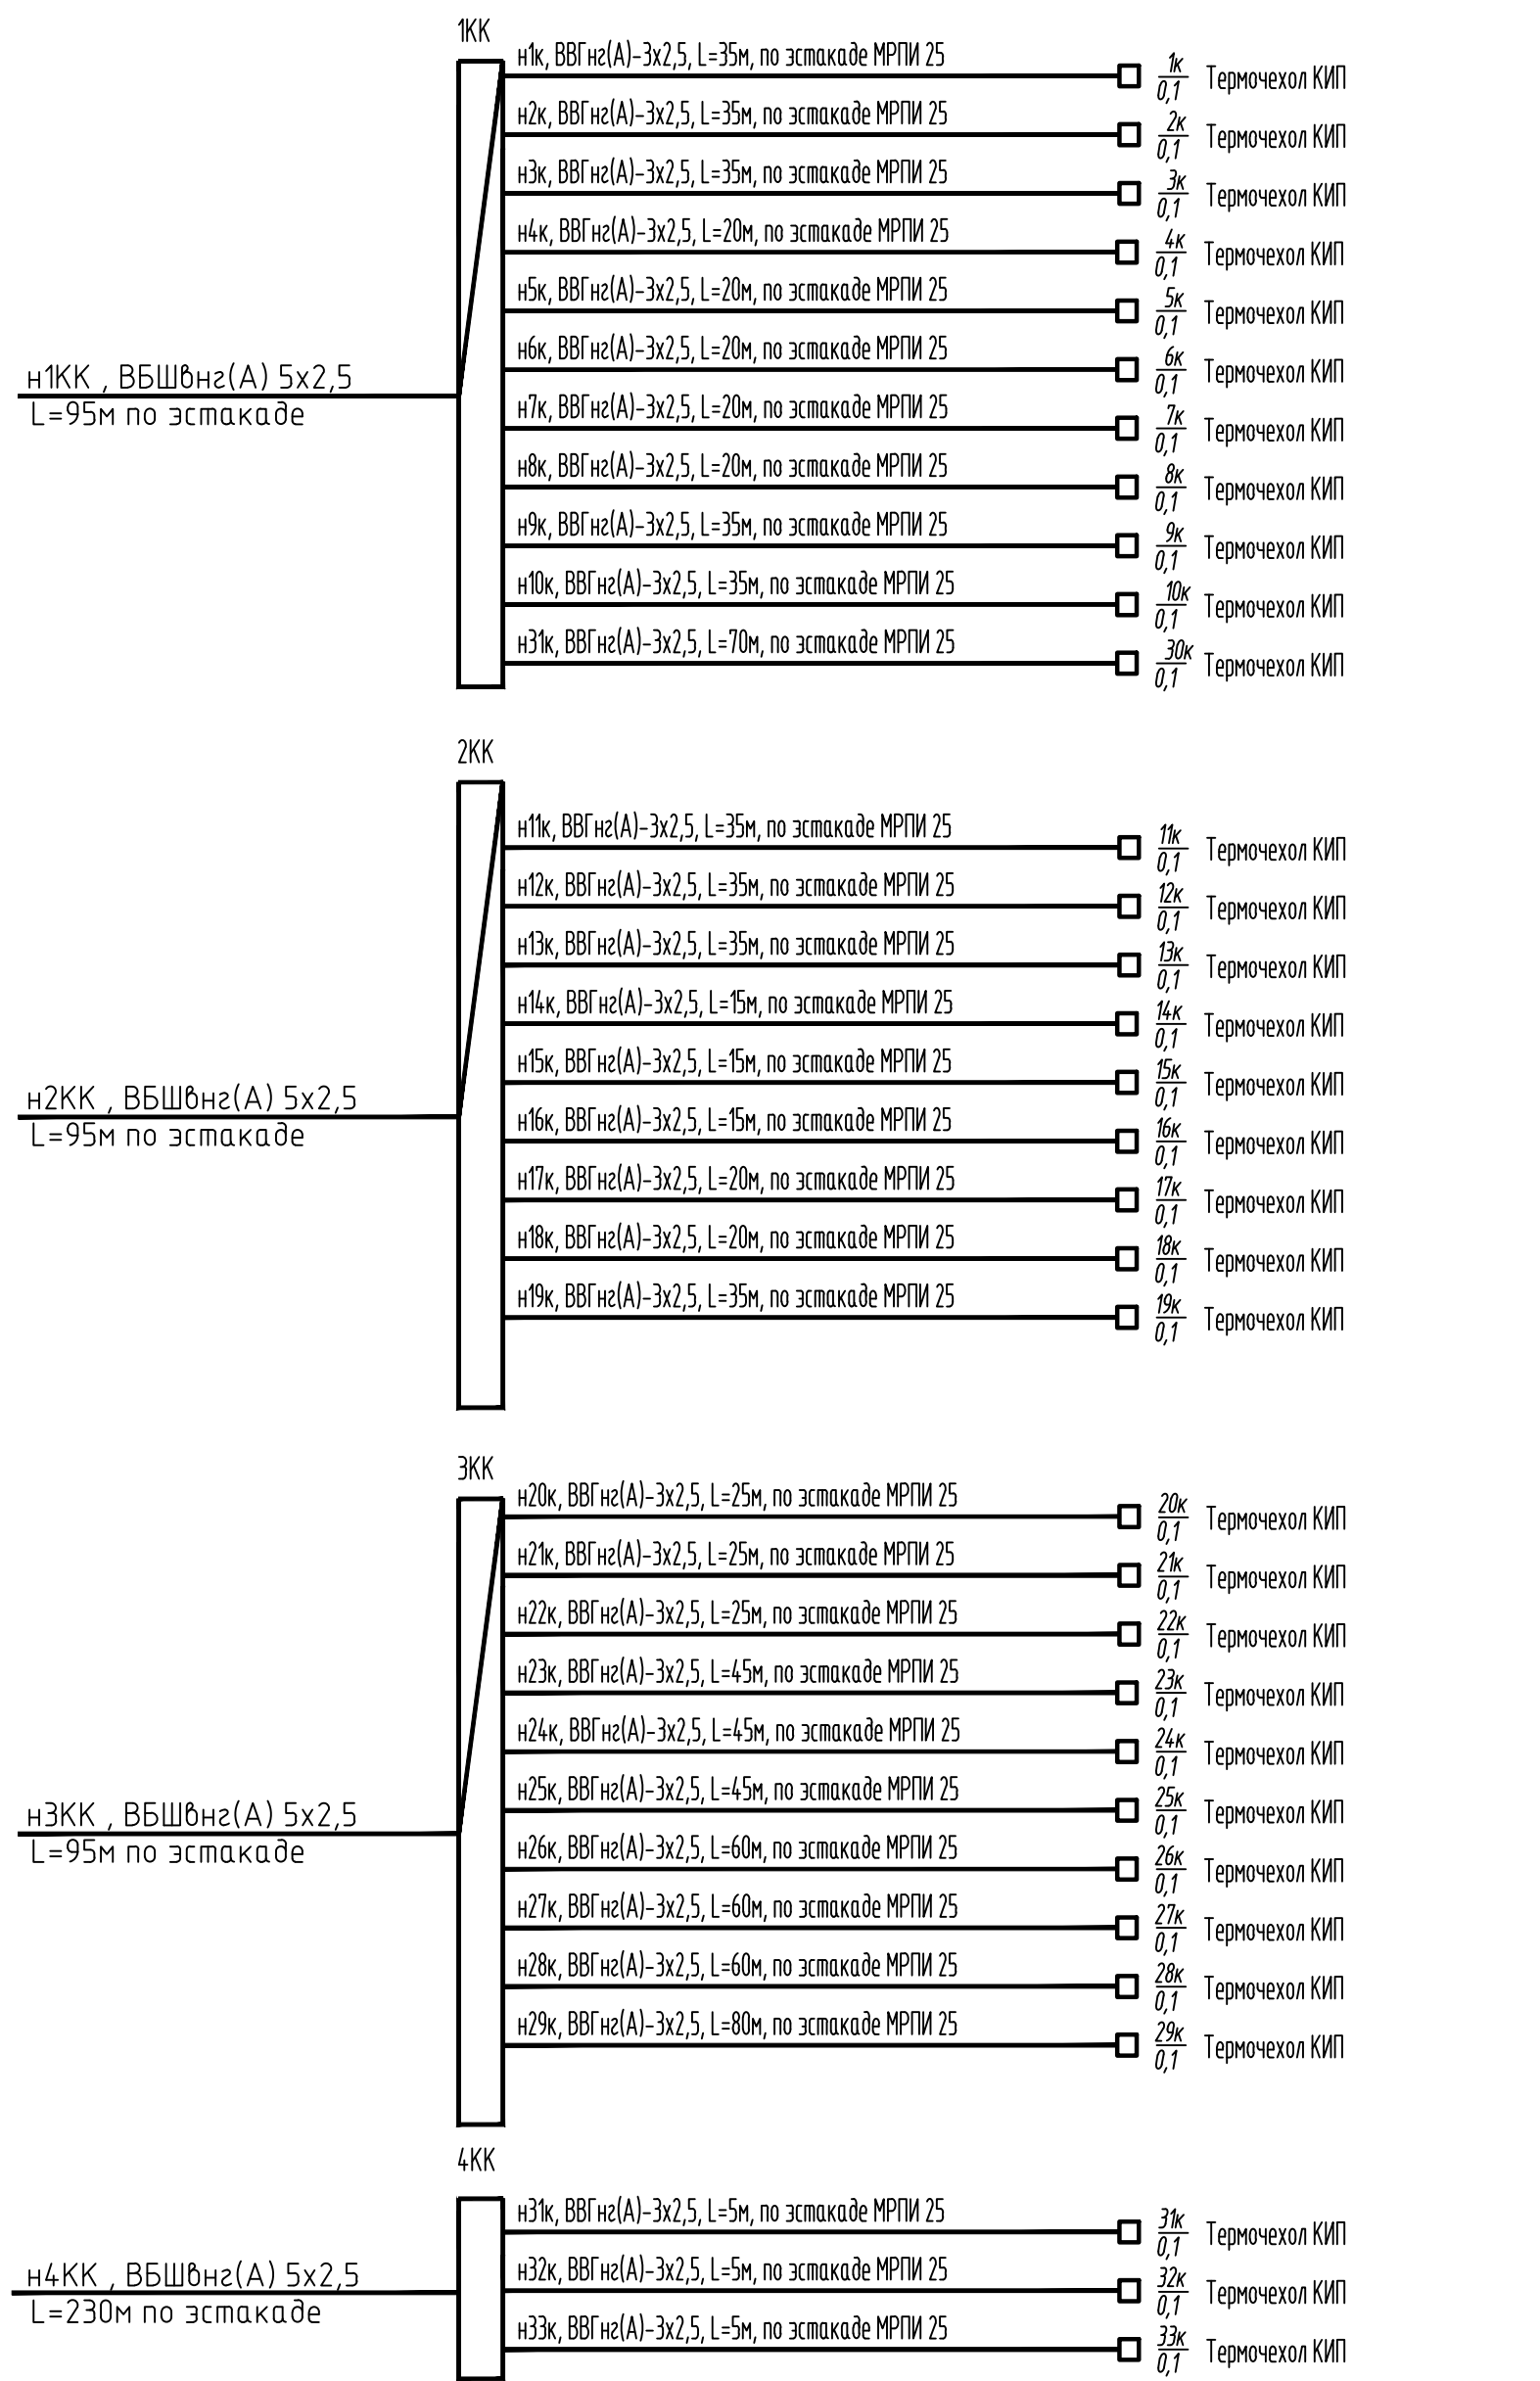 1КК
н1к, ВВГнг(А)-3х2,5, L=35м, по эстакаде МРПИ 25
1к
0,1
Термочехол КИП
н2к, ВВГнг(А)-3х2,5, L=35м, по эстакаде МРПИ 25
2к
0,1
Термочехол КИП
н3к, ВВГнг(А)-3х2,5, L=35м, по эстакаде МРПИ 25
3к
0,1
Термочехол КИП
н4к, ВВГнг(А)-3х2,5, L=20м, по эстакаде МРПИ 25
4к
0,1
Термочехол КИП
н5к, ВВГнг(А)-3х2,5, L=20м, по эстакаде МРПИ 25
5к
0,1
Термочехол КИП
н6к, ВВГнг(А)-3х2,5, L=20м, по эстакаде МРПИ 25
6к
0,1
Термочехол КИП
н1КК , ВБШвнг(А) 5х2,5
L=95м по эстакаде
н7к, ВВГнг(А)-3х2,5, L=20м, по эстакаде МРПИ 25
7к
0,1
Термочехол КИП
н8к, ВВГнг(А)-3х2,5, L=20м, по эстакаде МРПИ 25
8к
0,1
Термочехол КИП
н9к, ВВГнг(А)-3х2,5, L=35м, по эстакаде МРПИ 25
9к
0,1
Термочехол КИП
н10к, ВВГнг(А)-3х2,5, L=35м, по эстакаде МРПИ 25
10к
0,1
Термочехол КИП
н31к, ВВГнг(А)-3х2,5, L=70м, по эстакаде МРПИ 25
30к
0,1
Термочехол КИП
2КК
н11к, ВВГнг(А)-3х2,5, L=35м, по эстакаде МРПИ 25
11к
0,1
Термочехол КИП
н12к, ВВГнг(А)-3х2,5, L=35м, по эстакаде МРПИ 25
12к
0,1
Термочехол КИП
н13к, ВВГнг(А)-3х2,5, L=35м, по эстакаде МРПИ 25
13к
0,1
Термочехол КИП
н14к, ВВГнг(А)-3х2,5, L=15м, по эстакаде МРПИ 25
14к
0,1
Термочехол КИП
н15к, ВВГнг(А)-3х2,5, L=15м, по эстакаде МРПИ 25
15к
0,1
Термочехол КИП
н2КК , ВБШвнг(А) 5х2,5
L=95м по эстакаде
н16к, ВВГнг(А)-3х2,5, L=15м, по эстакаде МРПИ 25
16к
0,1
Термочехол КИП
н17к, ВВГнг(А)-3х2,5, L=20м, по эстакаде МРПИ 25
17к
0,1
Термочехол КИП
н18к, ВВГнг(А)-3х2,5, L=20м, по эстакаде МРПИ 25
18к
0,1
Термочехол КИП
н19к, ВВГнг(А)-3х2,5, L=35м, по эстакаде МРПИ 25
19к
0,1
Термочехол КИП
3КК
н20к, ВВГнг(А)-3х2,5, L=25м, по эстакаде МРПИ 25
20к
0,1
Термочехол КИП
н21к, ВВГнг(А)-3х2,5, L=25м, по эстакаде МРПИ 25
21к
0,1
Термочехол КИП
н22к, ВВГнг(А)-3х2,5, L=25м, по эстакаде МРПИ 25
22к
0,1
Термочехол КИП
н23к, ВВГнг(А)-3х2,5, L=45м, по эстакаде МРПИ 25
23к
0,1
Термочехол КИП
н24к, ВВГнг(А)-3х2,5, L=45м, по эстакаде МРПИ 25
24к
0,1
Термочехол КИП
н25к, ВВГнг(А)-3х2,5, L=45м, по эстакаде МРПИ 25
25к
0,1
Термочехол КИП
н3КК , ВБШвнг(А) 5х2,5
L=95м по эстакаде
н26к, ВВГнг(А)-3х2,5, L=60м, по эстакаде МРПИ 25
26к
0,1
Термочехол КИП
н27к, ВВГнг(А)-3х2,5, L=60м, по эстакаде МРПИ 25
27к
0,1
Термочехол КИП
н28к, ВВГнг(А)-3х2,5, L=60м, по эстакаде МРПИ 25
28к
0,1
Термочехол КИП
н29к, ВВГнг(А)-3х2,5, L=80м, по эстакаде МРПИ 25
29к
0,1
Термочехол КИП
4КК
н31к, ВВГнг(А)-3х2,5, L=5м, по эстакаде МРПИ 25
31к
0,1
Термочехол КИП
н4КК , ВБШвнг(А) 5х2,5
L=230м по эстакаде
н32к, ВВГнг(А)-3х2,5, L=5м, по эстакаде МРПИ 25
32к
0,1
Термочехол КИП
н33к, ВВГнг(А)-3х2,5, L=5м, по эстакаде МРПИ 25
33к
0,1
Термочехол КИП